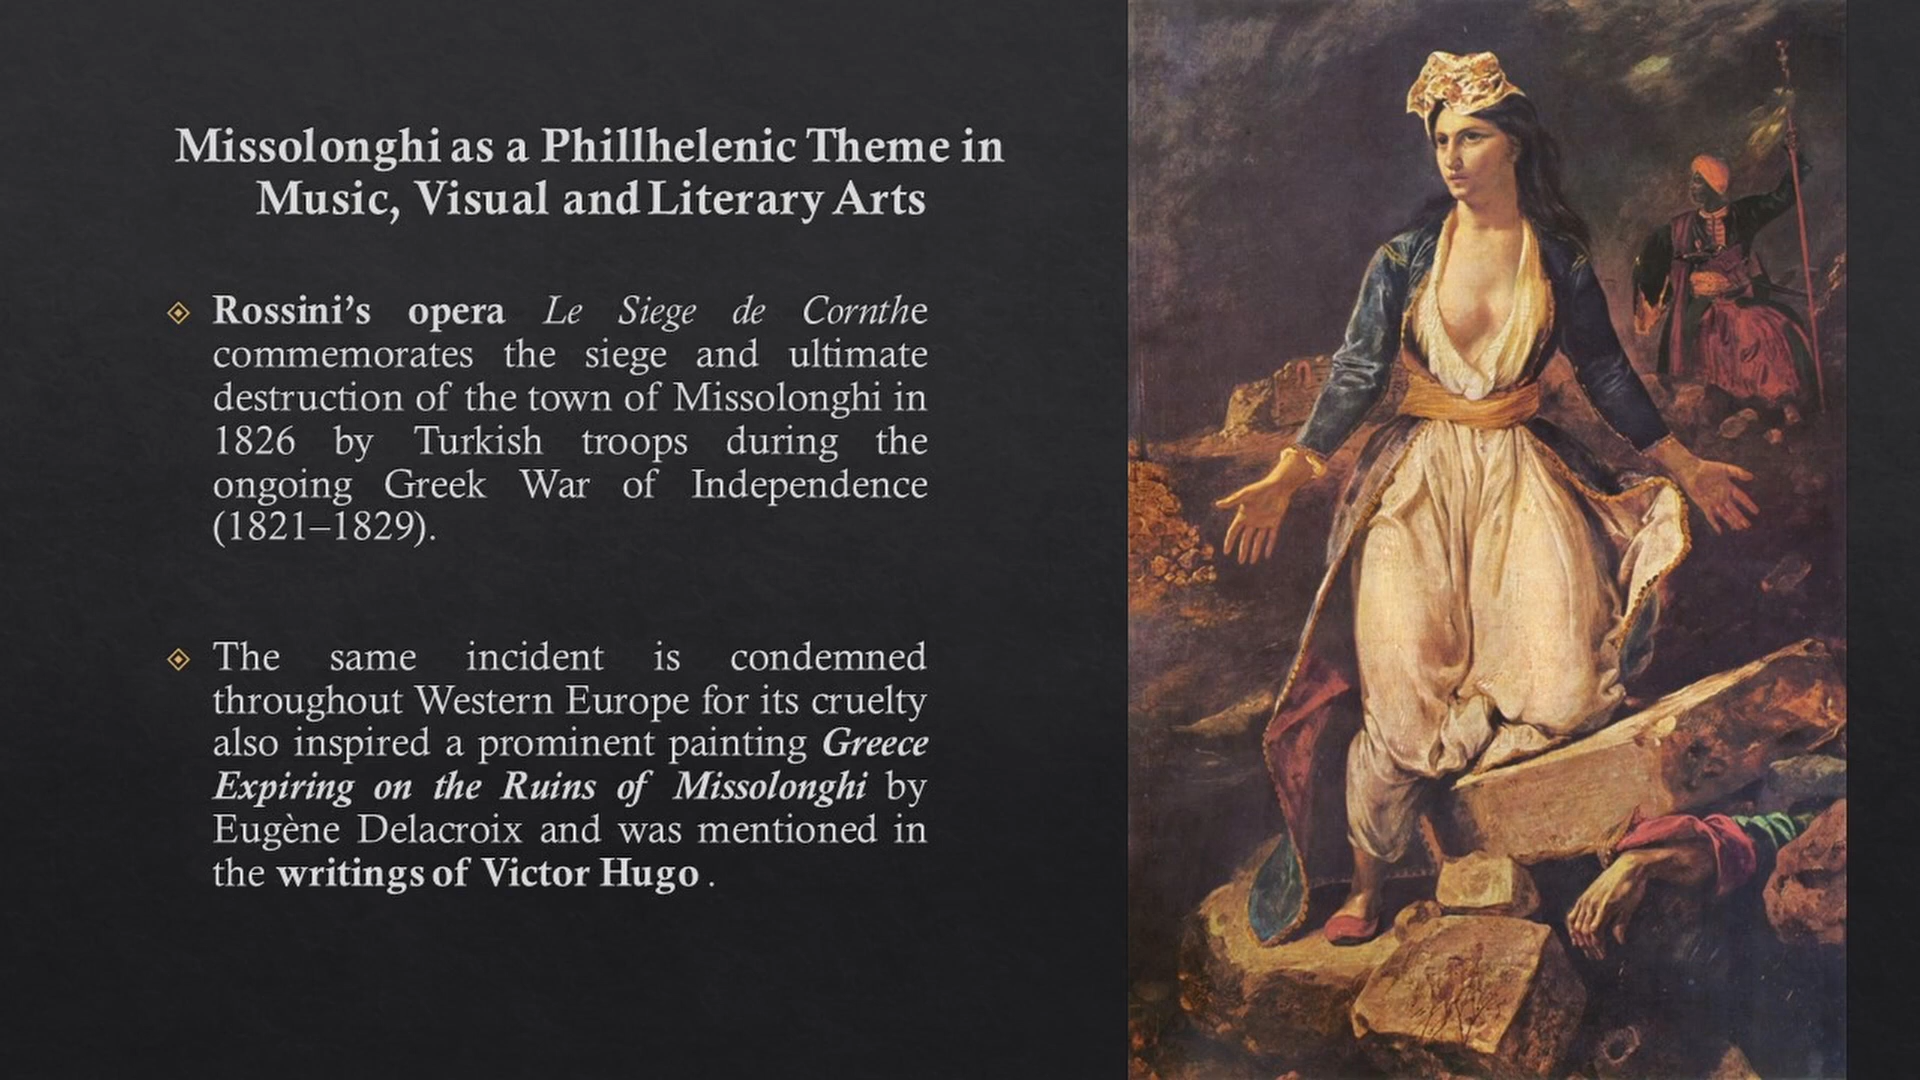 Missolonghi as a Phillhelenic Theme in
Music, Visual and Literary Arts
Rossini’s opera Le Siege de Cornthe
commemorates the siege and ultimate
destruction of the town of Missolonghi in
1826 by Turkish troops during the
ongoing Greek War of Independence
(1821–1829).
The same incident is condemned
throughout Western Europe for its cruelty
also inspired a prominent painting Greece
Expiring on the Ruins of Missolonghi by
Eugène Delacroix and was mentioned in
the writings of Victor Hugo .